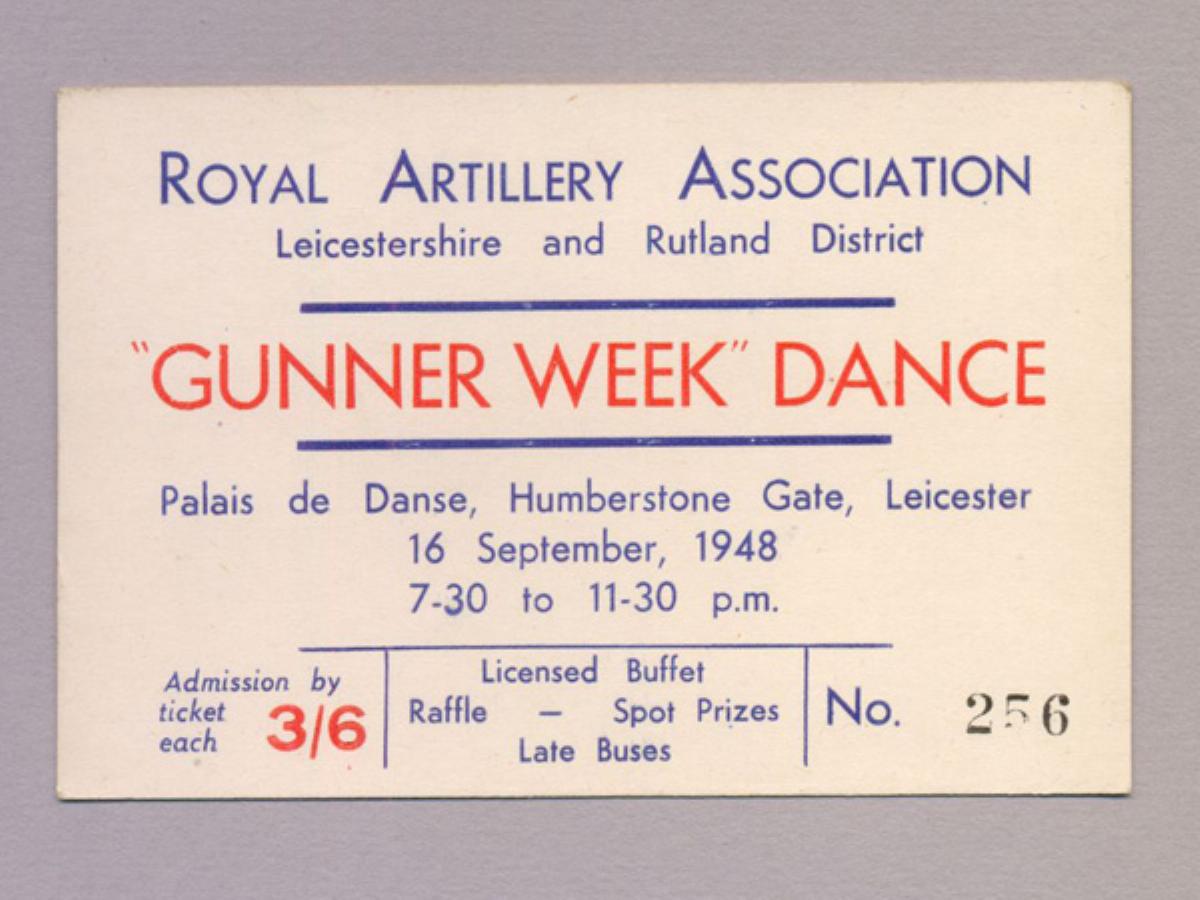 ROYAL ARTILLERY ASSOCIATION
Leicestershire and Rutland District
"GUNNER WEEK" DANCE
Palais de Danse, Humberstone Gate, Leicester
16 September, 1948
7-30 to 11-30 p.m.
Admission by
ticket
each 3/6
Licensed Buffet
Raffle — Spot Prizes
Late Buses
No. 256